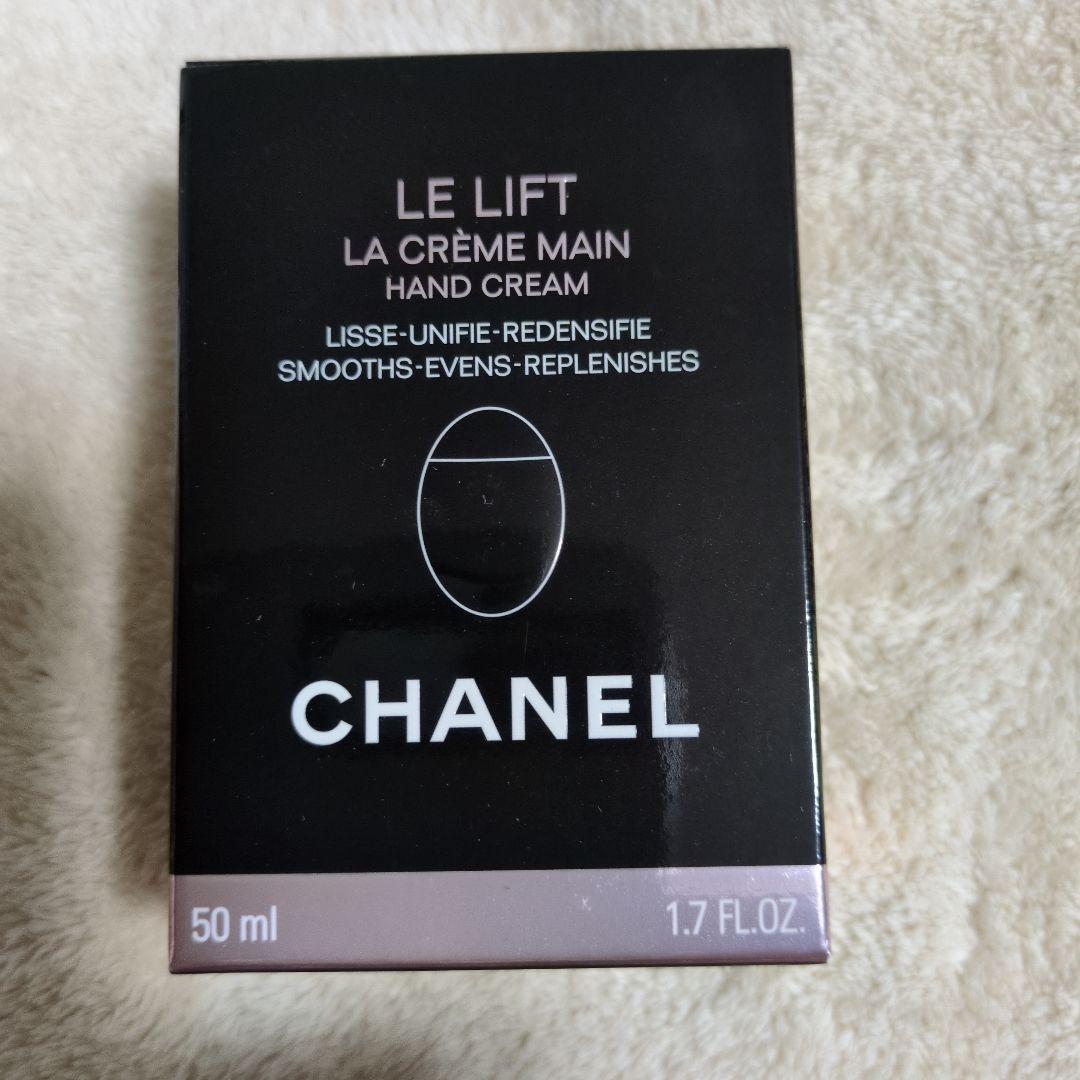 LE LIFT
LA CRÈME MAIN
HAND CREAM
LISSE-UNIFIE-REDENSIFIE
SMOOTHS-EVENS-REPLENISHES
CHANEL
50 ml 1.7 FL.OZ.